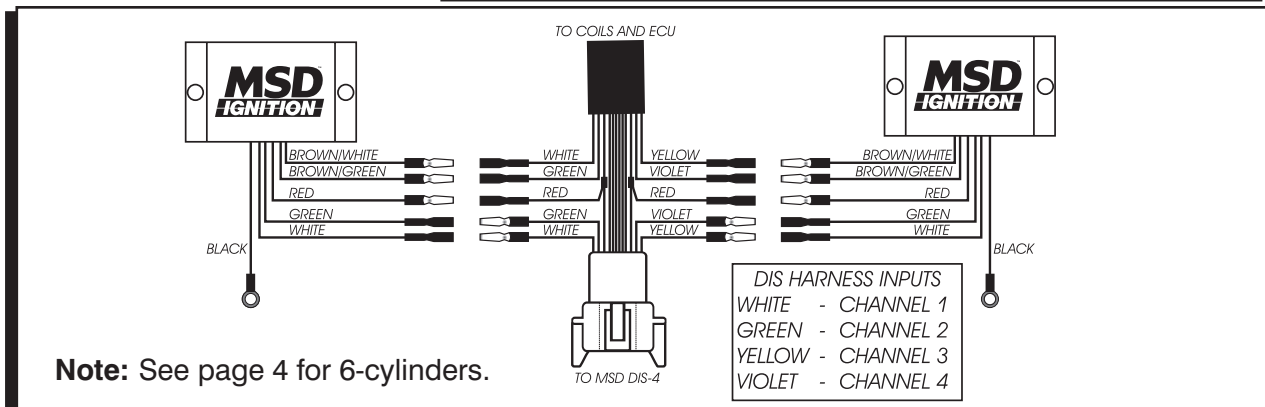 TO COILS AND ECU
MSD
IGNITION
BROWN/WHITE
BROWN/GREEN
RED
GREEN
WHITE
BLACK
WHITE
GREEN
RED
GREEN
WHITE
YELLOW
VIOLET
RED
VIOLET
YELLOW
TO MSD DIS-4
MSD
IGNITION
BROWN/WHITE
BROWN/GREEN
RED
GREEN
WHITE
BLACK
DIS HARNESS INPUTS
WHITE - CHANNEL 1
GREEN - CHANNEL 2
YELLOW - CHANNEL 3
VIOLET - CHANNEL 4
Note: See page 4 for 6-cylinders.